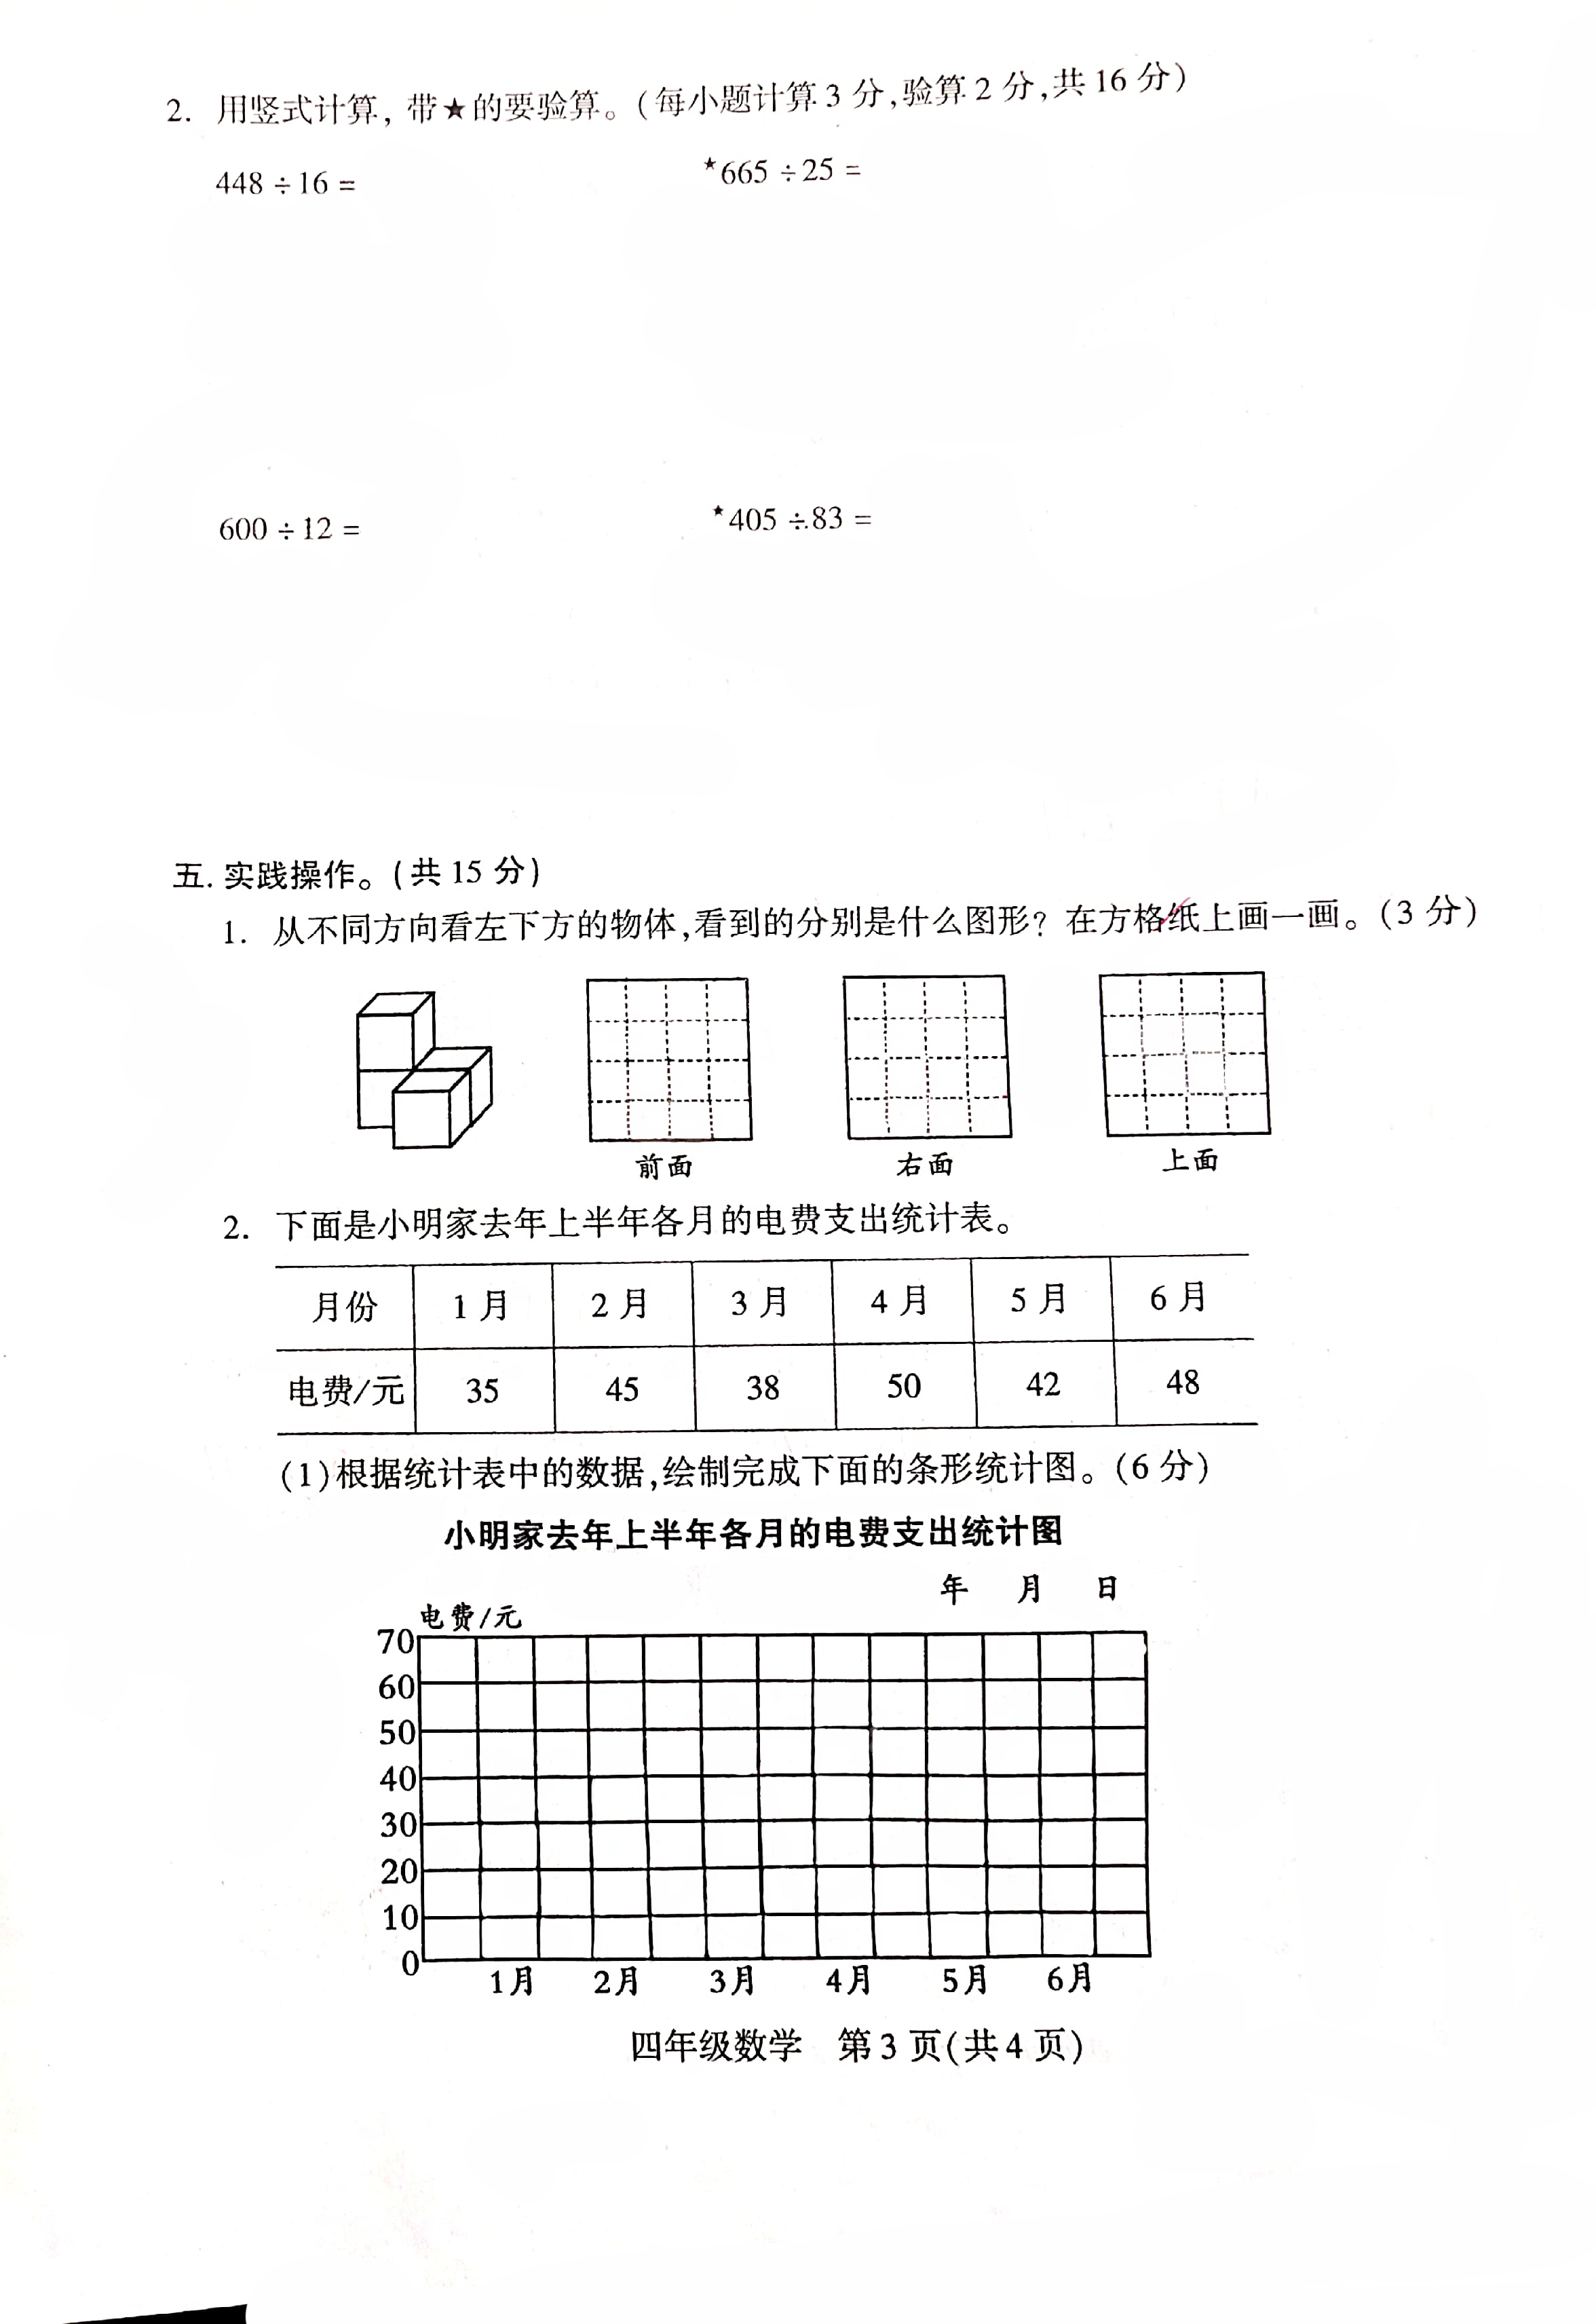 2. 用竖式计算，带★的要验算。(每小题计算3分,验算2分,共16分)
448÷16=
★665÷25=
600÷12=
★405÷83=
五.实践操作。(共15分)
1. 从不同方向看左下方的物体,看到的分别是什么图形？在方格纸上画一画。(3分)
前面 右面 上面
2. 下面是小明家去年上半年各月的电费支出统计表。
月份 1月 2月 3月 4月 5月 6月
电费/元 35 45 38 50 42 48
(1)根据统计表中的数据,绘制完成下面的条形统计图。(6分)
小明家去年上半年各月的电费支出统计图
年 月 日
电费/元
70
60
50
40
30
20
10
0
1月 2月 3月 4月 5月 6月
四年级数学 第3页(共4页)